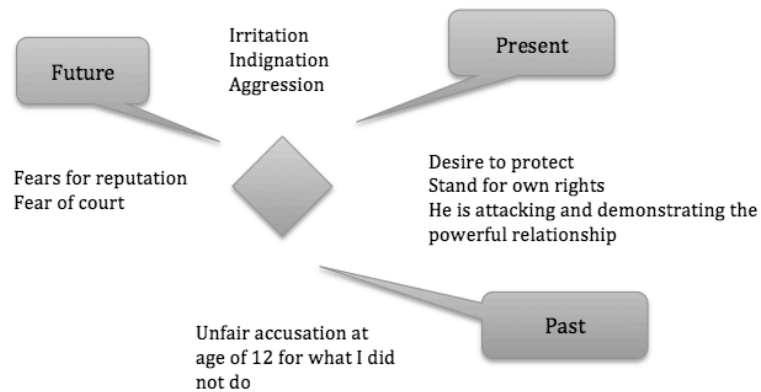 Irritation
Indignation
Aggression
Present
Future
Fears for reputation
Fear of court
Desire to protect
Stand for own rights
He is attacking and demonstrating the
powerful relationship
Past
Unfair accusation at
age of 12 for what I did
not do